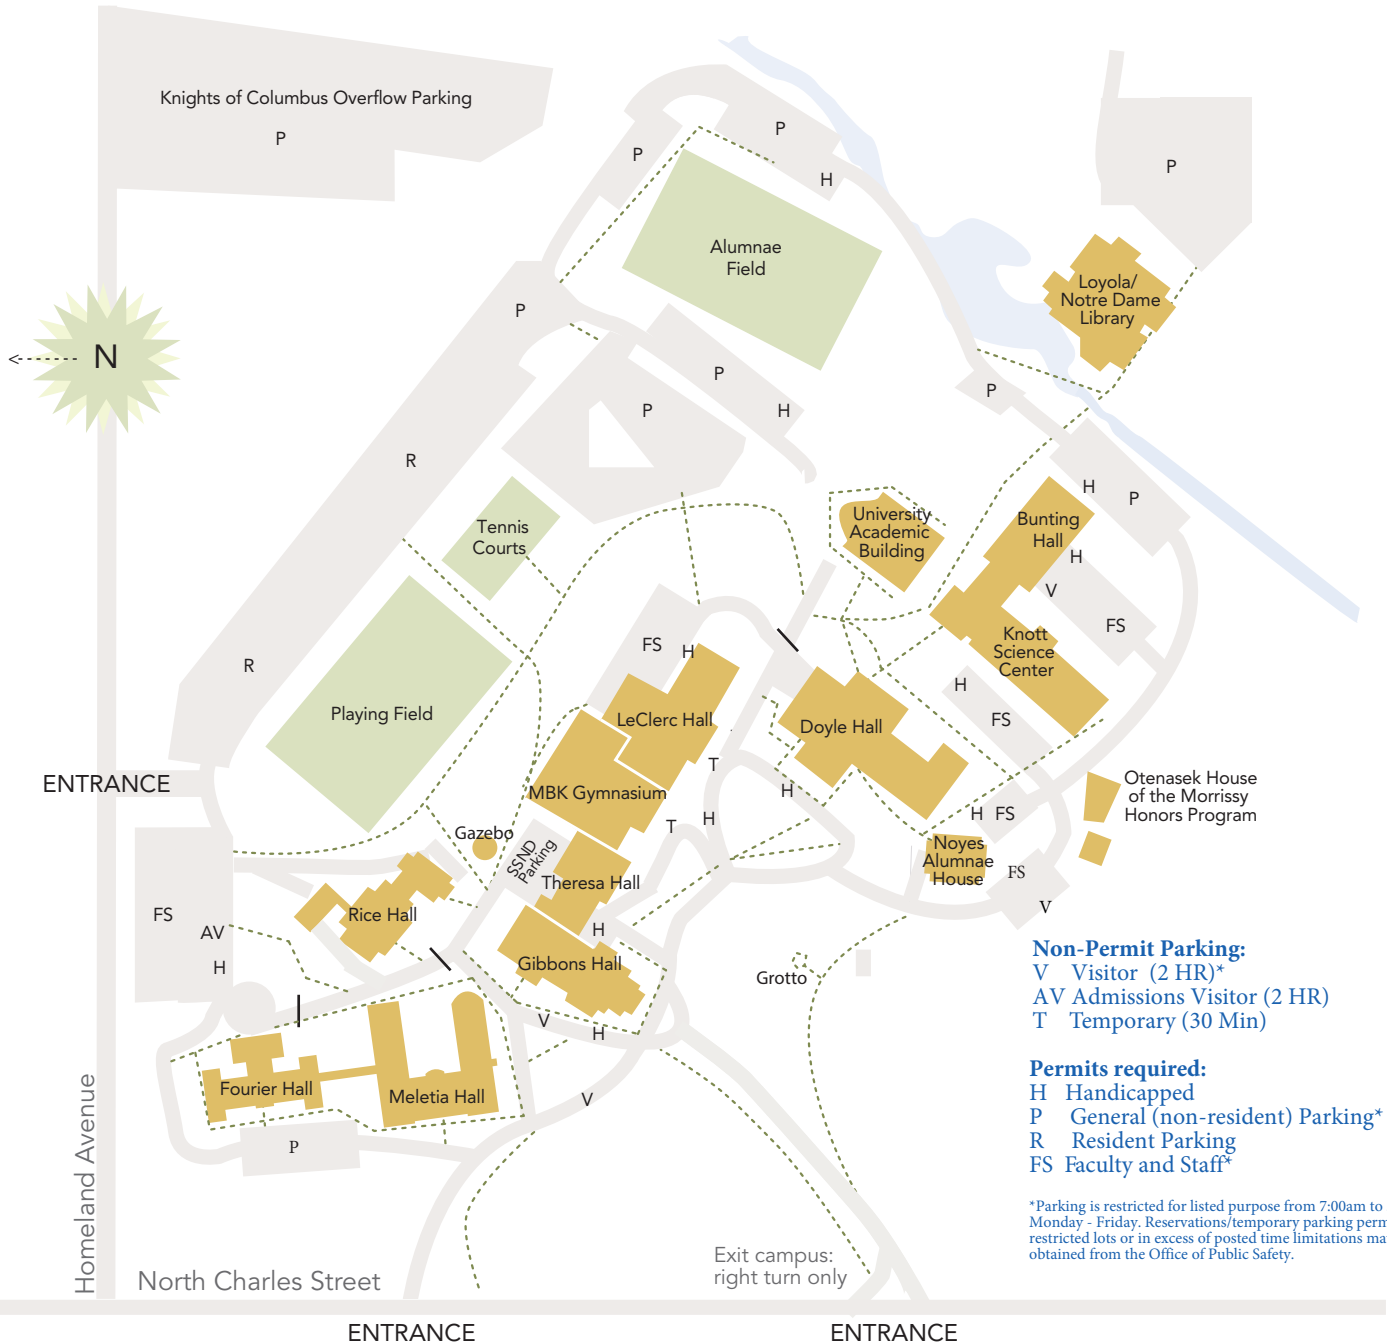 Knights of Columbus Overflow Parking
P
P
P
H
P
Alumnae
Field
Loyola/
Notre Dame
Library
N
<
P
P
P
H
P
R
Tennis
Courts
University
Academic
Building
H
P
Bunting
Hall
H
V
FS
Knott
Science
Center
FS
H
R
Playing Field
LeClerc Hall
Doyle Hall
H
FS
T
ENTRANCE
MBK Gymnasium
H
Otenasek House
of the Morrissy
Honors Program
H
FS
T
H
Gazebo
SSND
Parking
Theresa Hall
Noyes
Alumnae
House
FS
V
FS
AV
H
Rice Hall
H
Gibbons Hall
Grotto
V
H
Fourier Hall
Meletia Hall
V
P
Non-Permit Parking:
V Visitor (2 HR)*
AV Admissions Visitor (2 HR)
T Temporary (30 Min)
Permits required:
H Handicapped
P General (non-resident) Parking*
R Resident Parking
FS Faculty and Staff*
*Parking is restricted for listed purpose from 7:00am to
Monday - Friday. Reservations/temporary parking perm
restricted lots or in excess of posted time limitations ma
obtained from the Office of Public Safety.
Homeland Avenue
North Charles Street
Exit campus:
right turn only
ENTRANCE
ENTRANCE